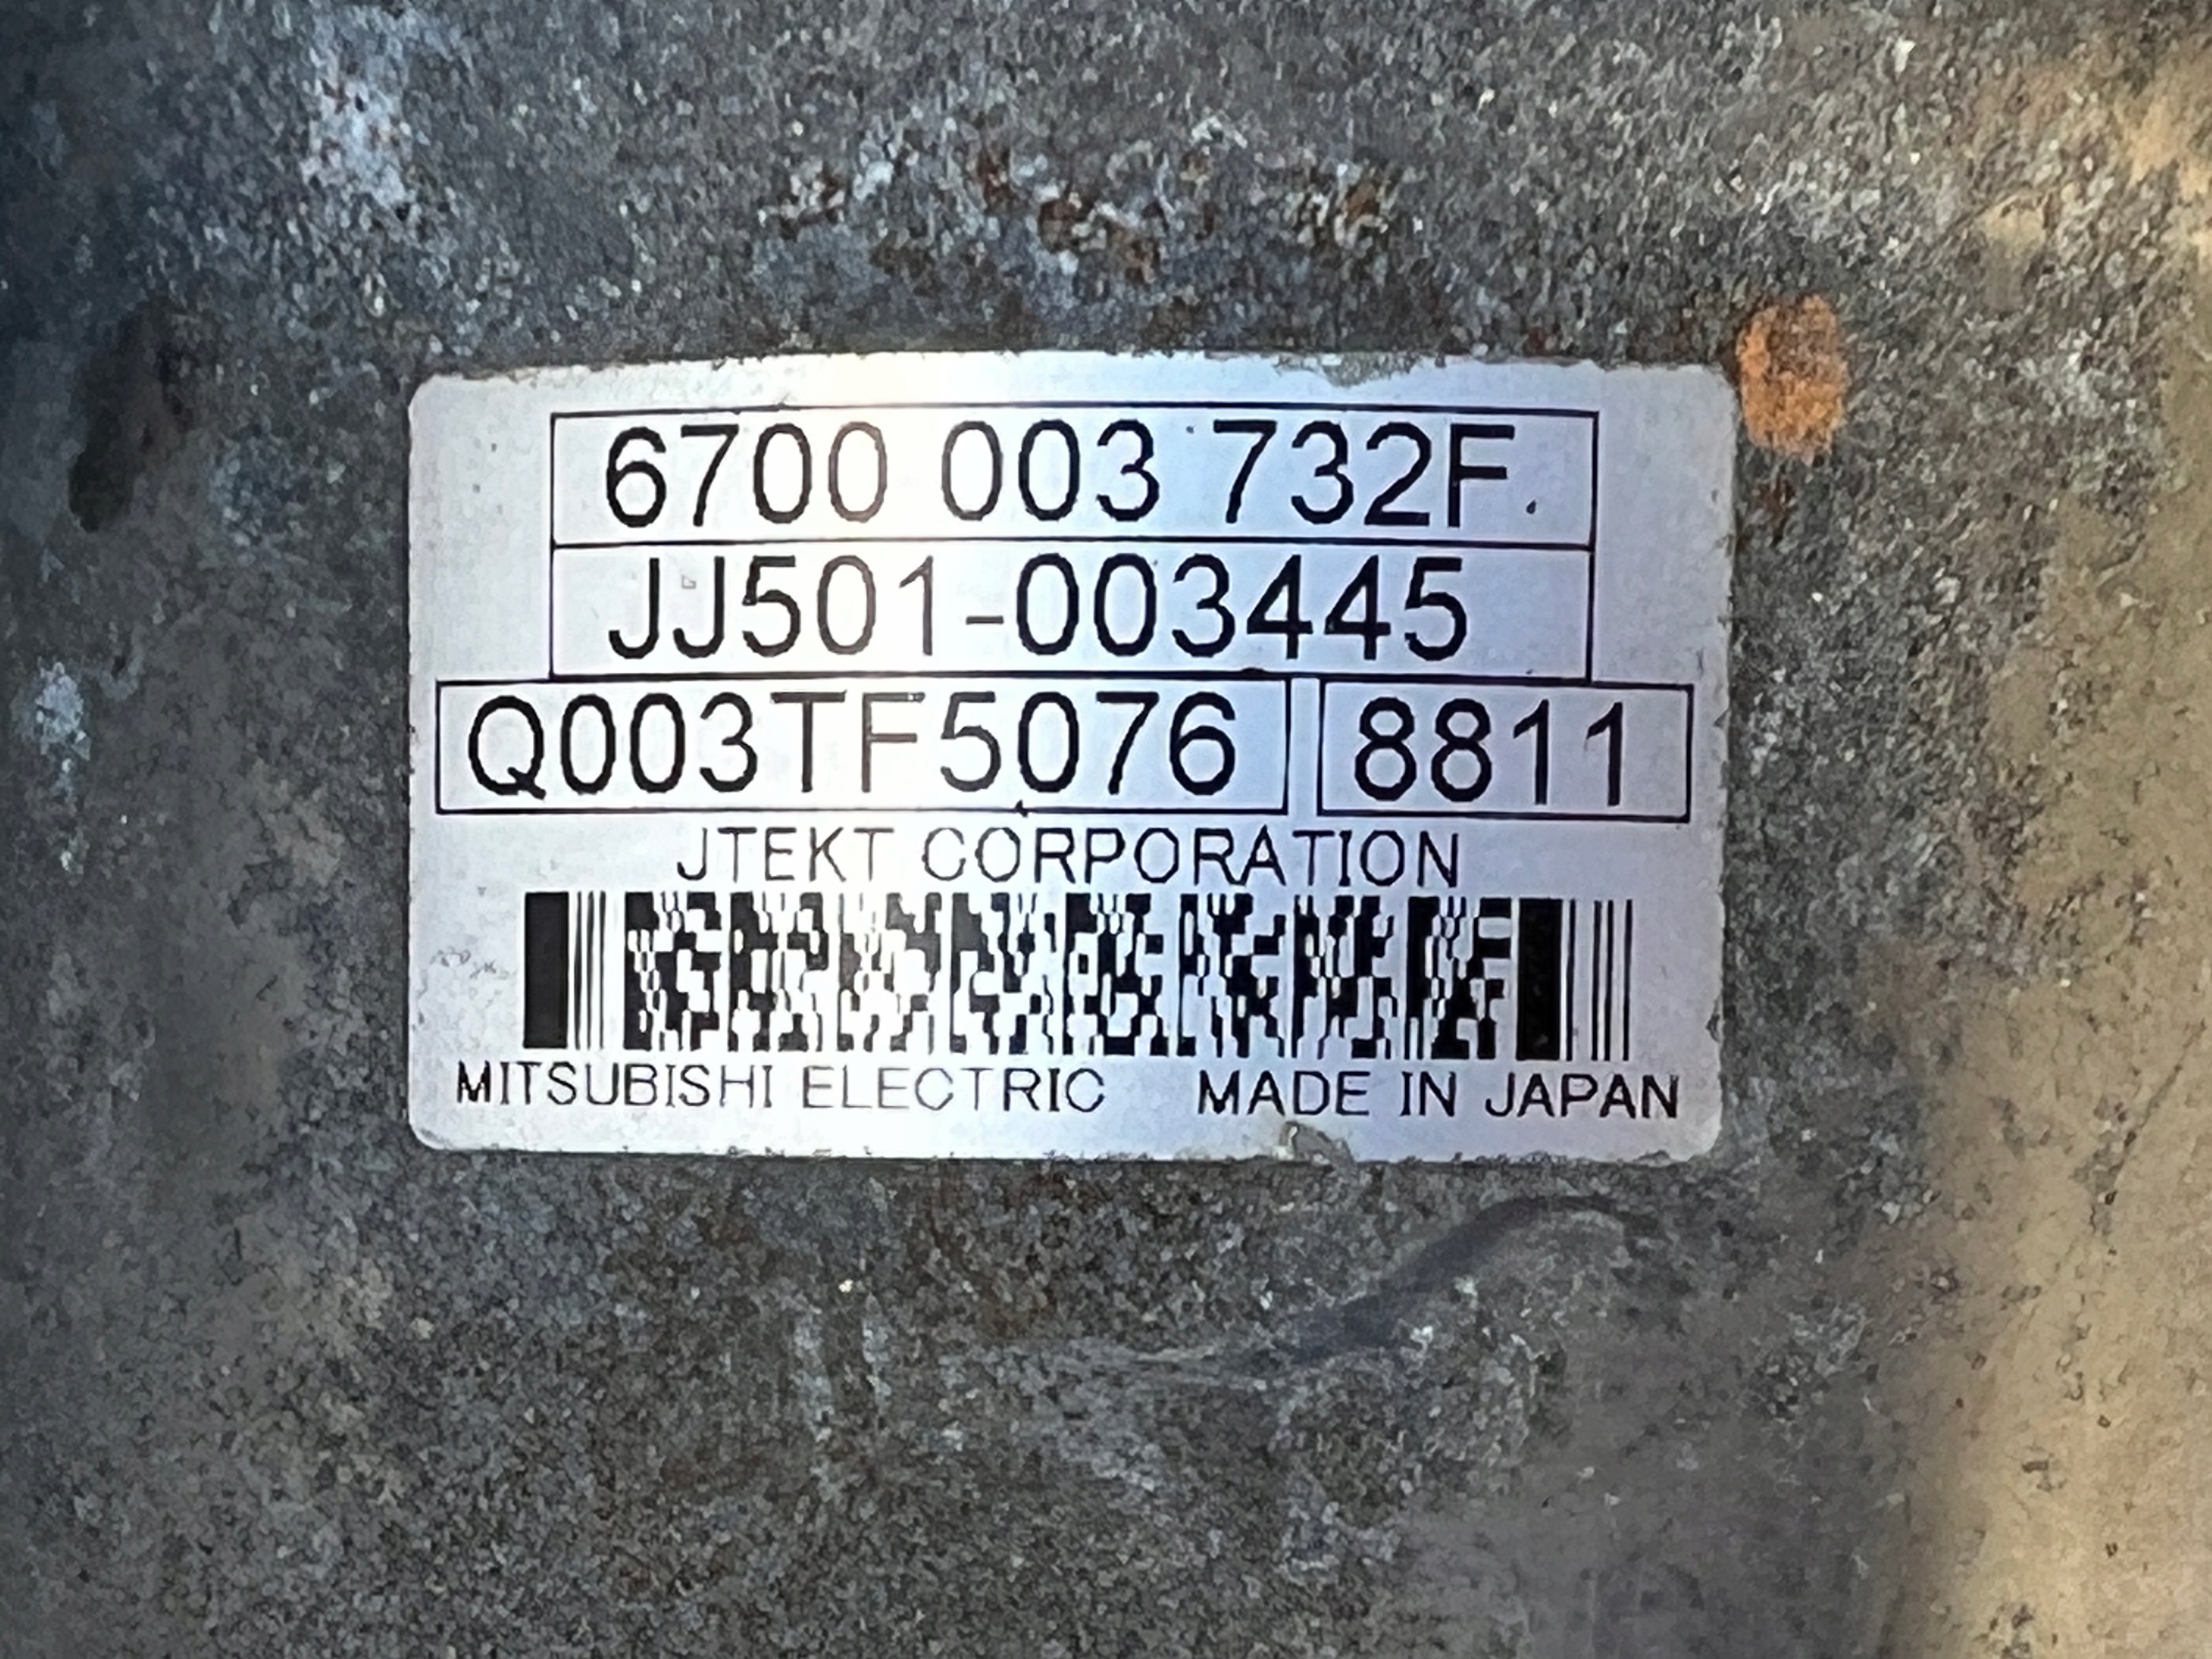 6700 003 732F
JJ501-003445
Q003TF5076 8811
JTEKT CORPORATION
MITSUBISHI ELECTRIC MADE IN JAPAN